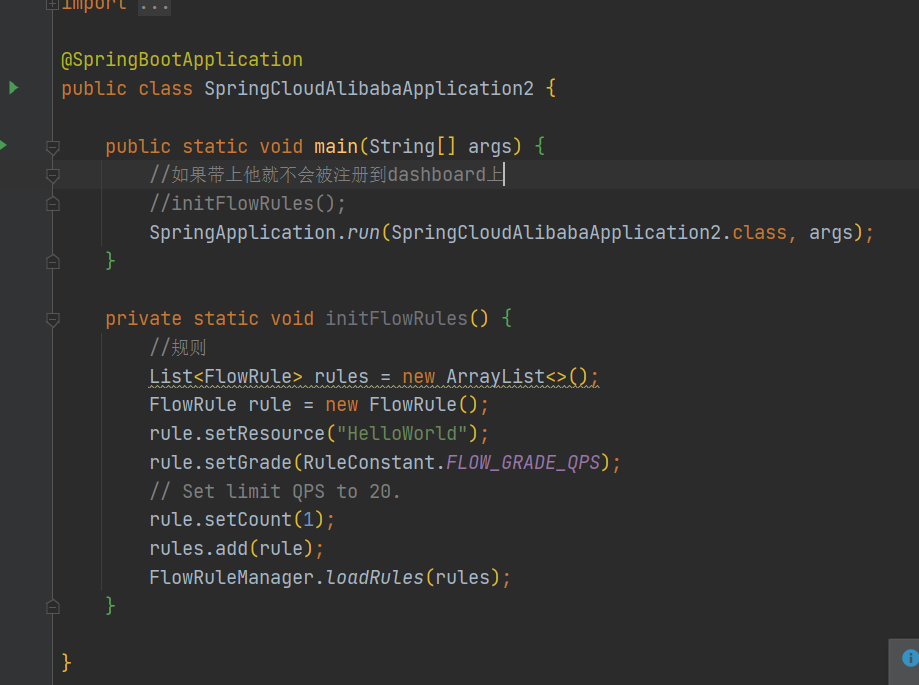 import ...
@SpringBootApplication
public class SpringCloudAlibabaApplication2 {
public static void main(String[] args) {
//如果带上他就不会被注册到dashboard上
//initFlowRules();
SpringApplication.run(SpringCloudAlibabaApplication2.class, args);
}
private static void initFlowRules() {
//规则
List<FlowRule> rules = new ArrayList<>();
FlowRule rule = new FlowRule();
rule.setResource("HelloWorld");
rule.setGrade(RuleConstant.FLOW_GRADE_QPS);
// Set limit QPS to 20.
rule.setCount(1);
rules.add(rule);
FlowRuleManager.loadRules(rules);
}
}